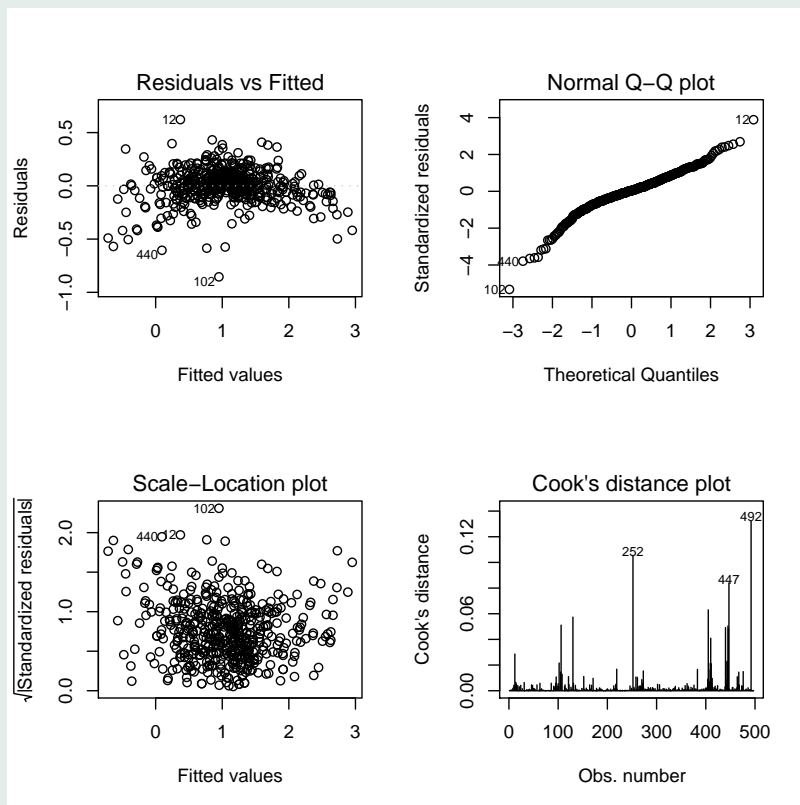 Residuals vs Fitted
Residuals
0.5
0.0
−0.5
−1.0
12
440
102
0 1 2 3
Fitted values
Normal Q−Q plot
Standardized residuals
4
2
0
−2
−4
12
440
102
−3 −2 −1 0 1 2 3
Theoretical Quantiles
Scale−Location plot
√|Standardized residuals|
2.0
1.0
0.0
102
440 12
0 1 2 3
Fitted values
Cook's distance plot
Cook's distance
0.12
0.06
0.00
492
252
447
0 100 200 300 400 500
Obs. number